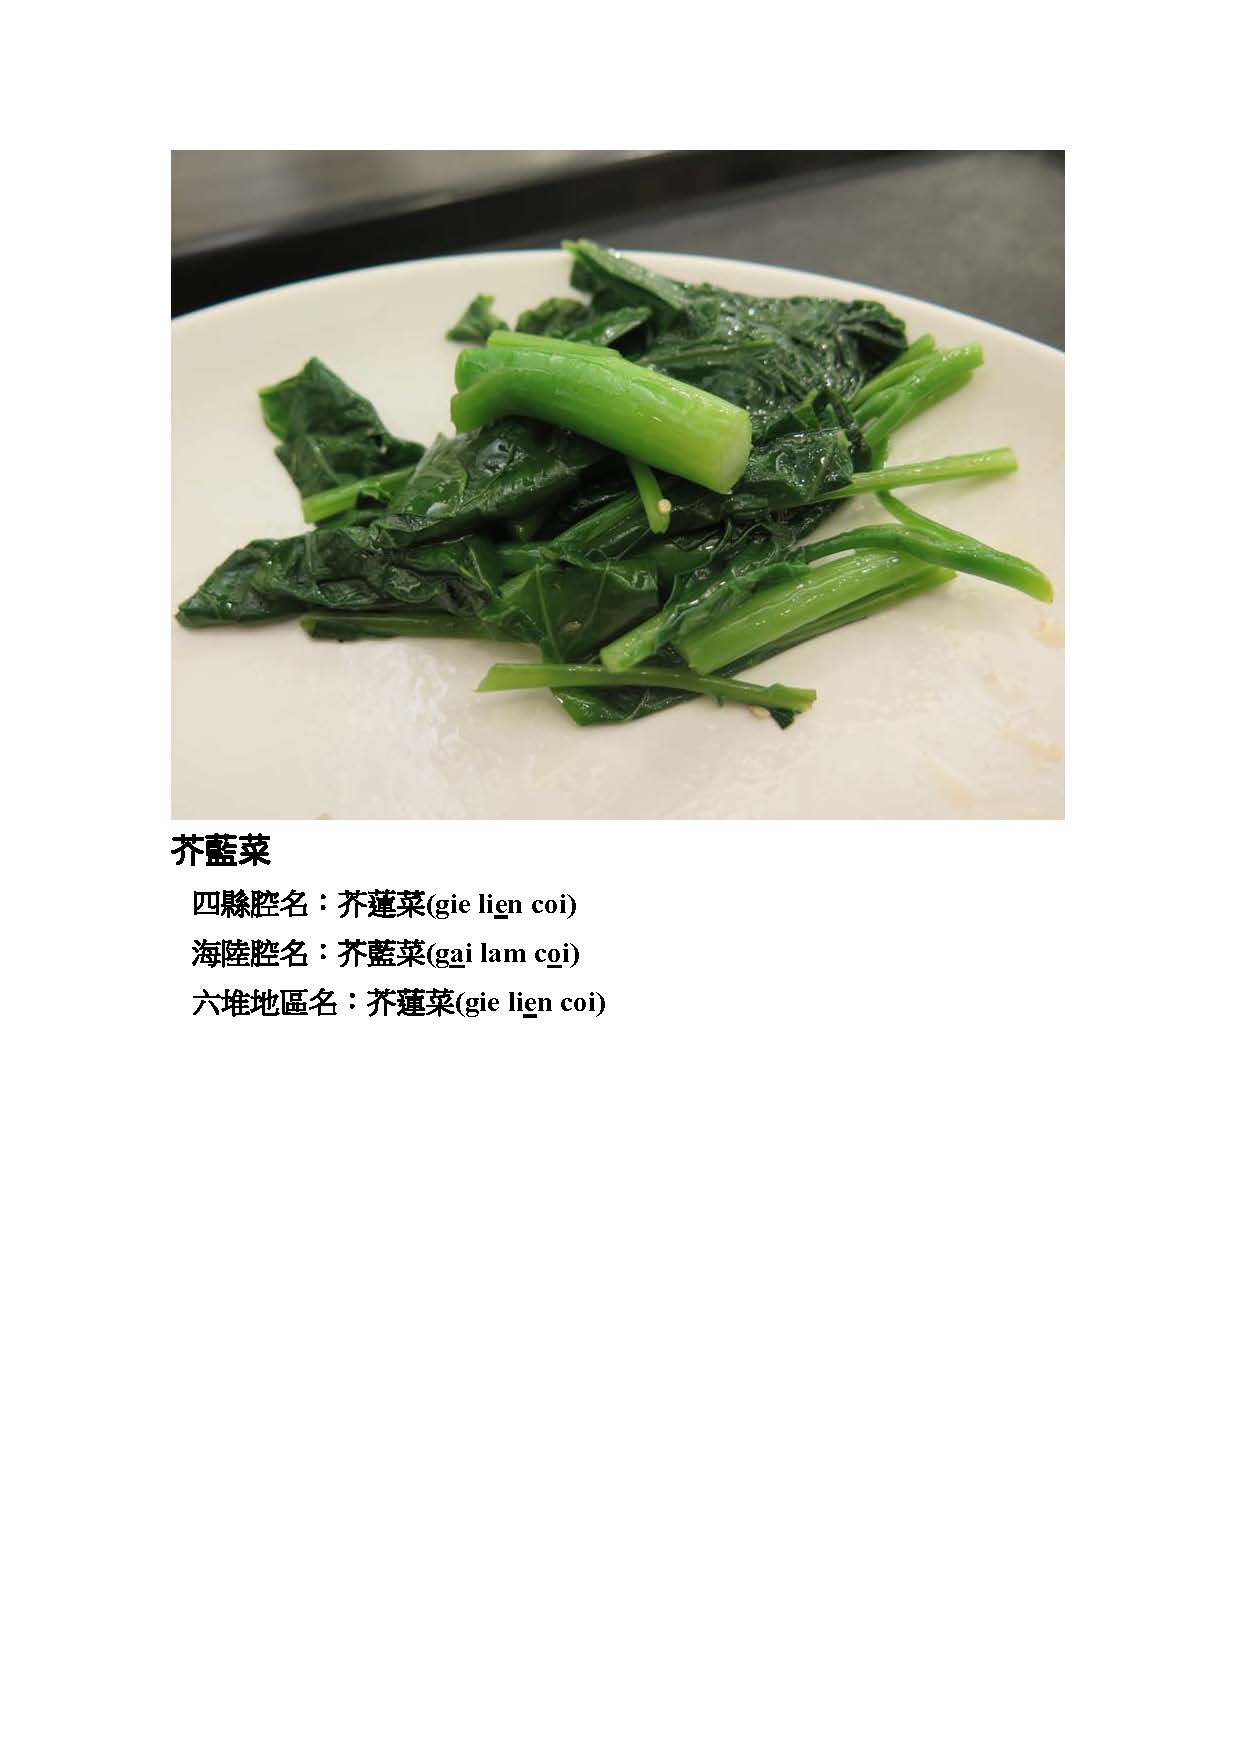 芥藍菜
四縣腔名：芥蓮菜(gie lien coi)
海陸腔名：芥藍菜(gai lam coi)
六堆地區名：芥蓮菜(gie lien coi)